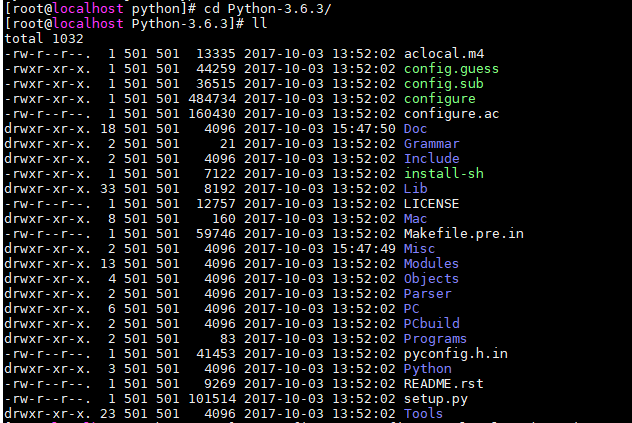 [root@localhost python]# cd Python-3.6.3/
[root@localhost Python-3.6.3]# ll
total 1032
-rw-r--r--.  1 501 501  13335 2017-10-03 13:52:02 aclocal.m4
-rwxr-xr-x.  1 501 501  44259 2017-10-03 13:52:02 config.guess
-rwxr-xr-x.  1 501 501  36515 2017-10-03 13:52:02 config.sub
-rwxr-xr-x.  1 501 501 484734 2017-10-03 13:52:02 configure
-rw-r--r--.  1 501 501 160430 2017-10-03 13:52:02 configure.ac
drwxr-xr-x. 18 501 501   4096 2017-10-03 15:47:50 Doc
drwxr-xr-x.  2 501 501     21 2017-10-03 13:52:02 Grammar
drwxr-xr-x.  2 501 501   4096 2017-10-03 13:52:02 Include
-rwxr-xr-x.  1 501 501   7122 2017-10-03 13:52:02 install-sh
drwxr-xr-x. 33 501 501   8192 2017-10-03 13:52:02 Lib
-rw-r--r--.  1 501 501  12757 2017-10-03 13:52:02 LICENSE
drwxr-xr-x.  8 501 501    160 2017-10-03 13:52:02 Mac
-rw-r--r--.  1 501 501  59746 2017-10-03 13:52:02 Makefile.pre.in
drwxr-xr-x.  2 501 501   4096 2017-10-03 15:47:49 Misc
drwxr-xr-x. 13 501 501   4096 2017-10-03 13:52:02 Modules
drwxr-xr-x.  4 501 501   4096 2017-10-03 13:52:02 Objects
drwxr-xr-x.  2 501 501   4096 2017-10-03 13:52:02 Parser
drwxr-xr-x.  6 501 501   4096 2017-10-03 13:52:02 PC
drwxr-xr-x.  2 501 501   4096 2017-10-03 13:52:02 PCbuild
drwxr-xr-x.  2 501 501     83 2017-10-03 13:52:02 Programs
-rw-r--r--.  1 501 501  41453 2017-10-03 13:52:02 pyconfig.h.in
drwxr-xr-x.  3 501 501   4096 2017-10-03 13:52:02 Python
-rw-r--r--.  1 501 501   9269 2017-10-03 13:52:02 README.rst
-rw-r--r--.  1 501 501 101514 2017-10-03 13:52:02 setup.py
drwxr-xr-x. 23 501 501   4096 2017-10-03 13:52:02 Tools